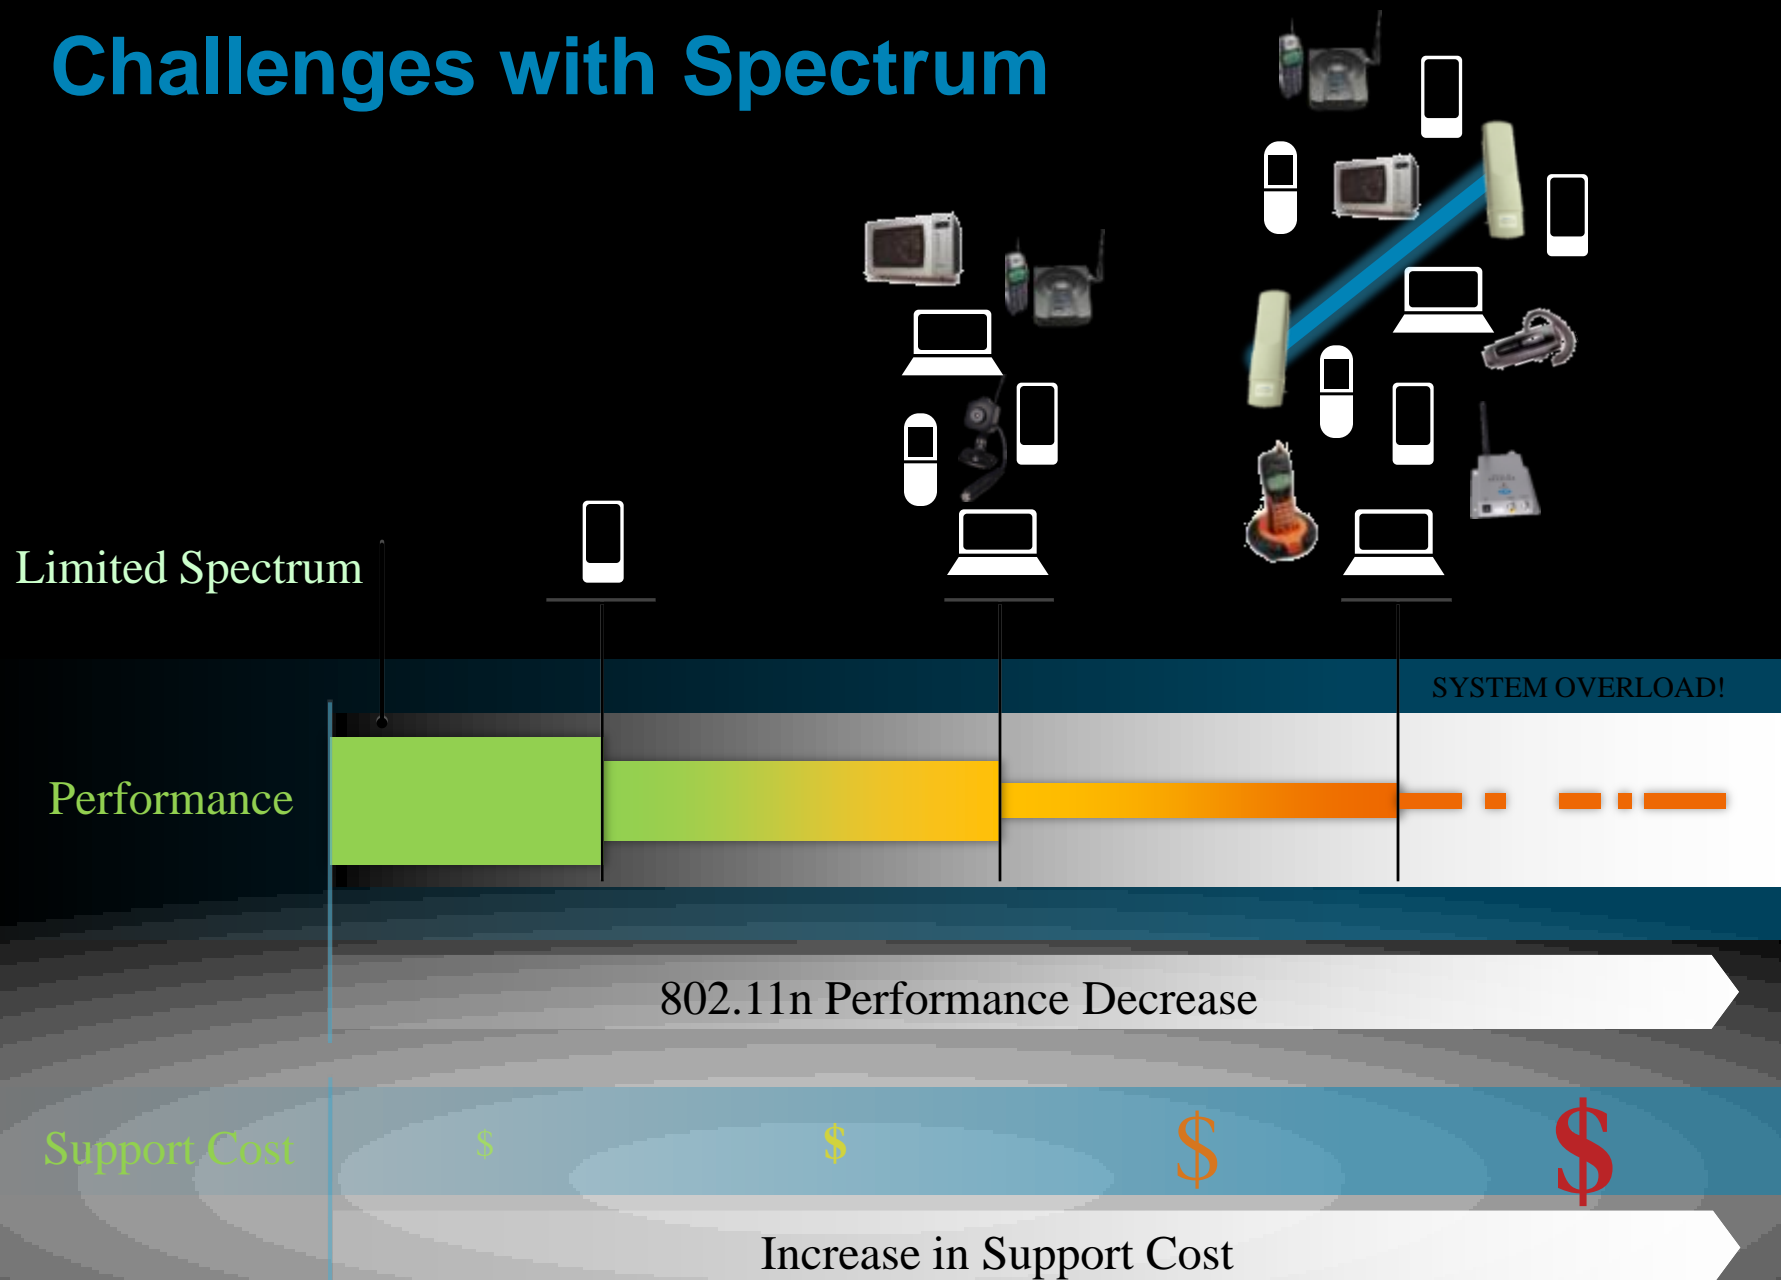 Challenges with Spectrum
Limited Spectrum
SYSTEM OVERLOAD!
Performance
802.11n Performance Decrease
Support Cost
$
$
$
$
Increase in Support Cost